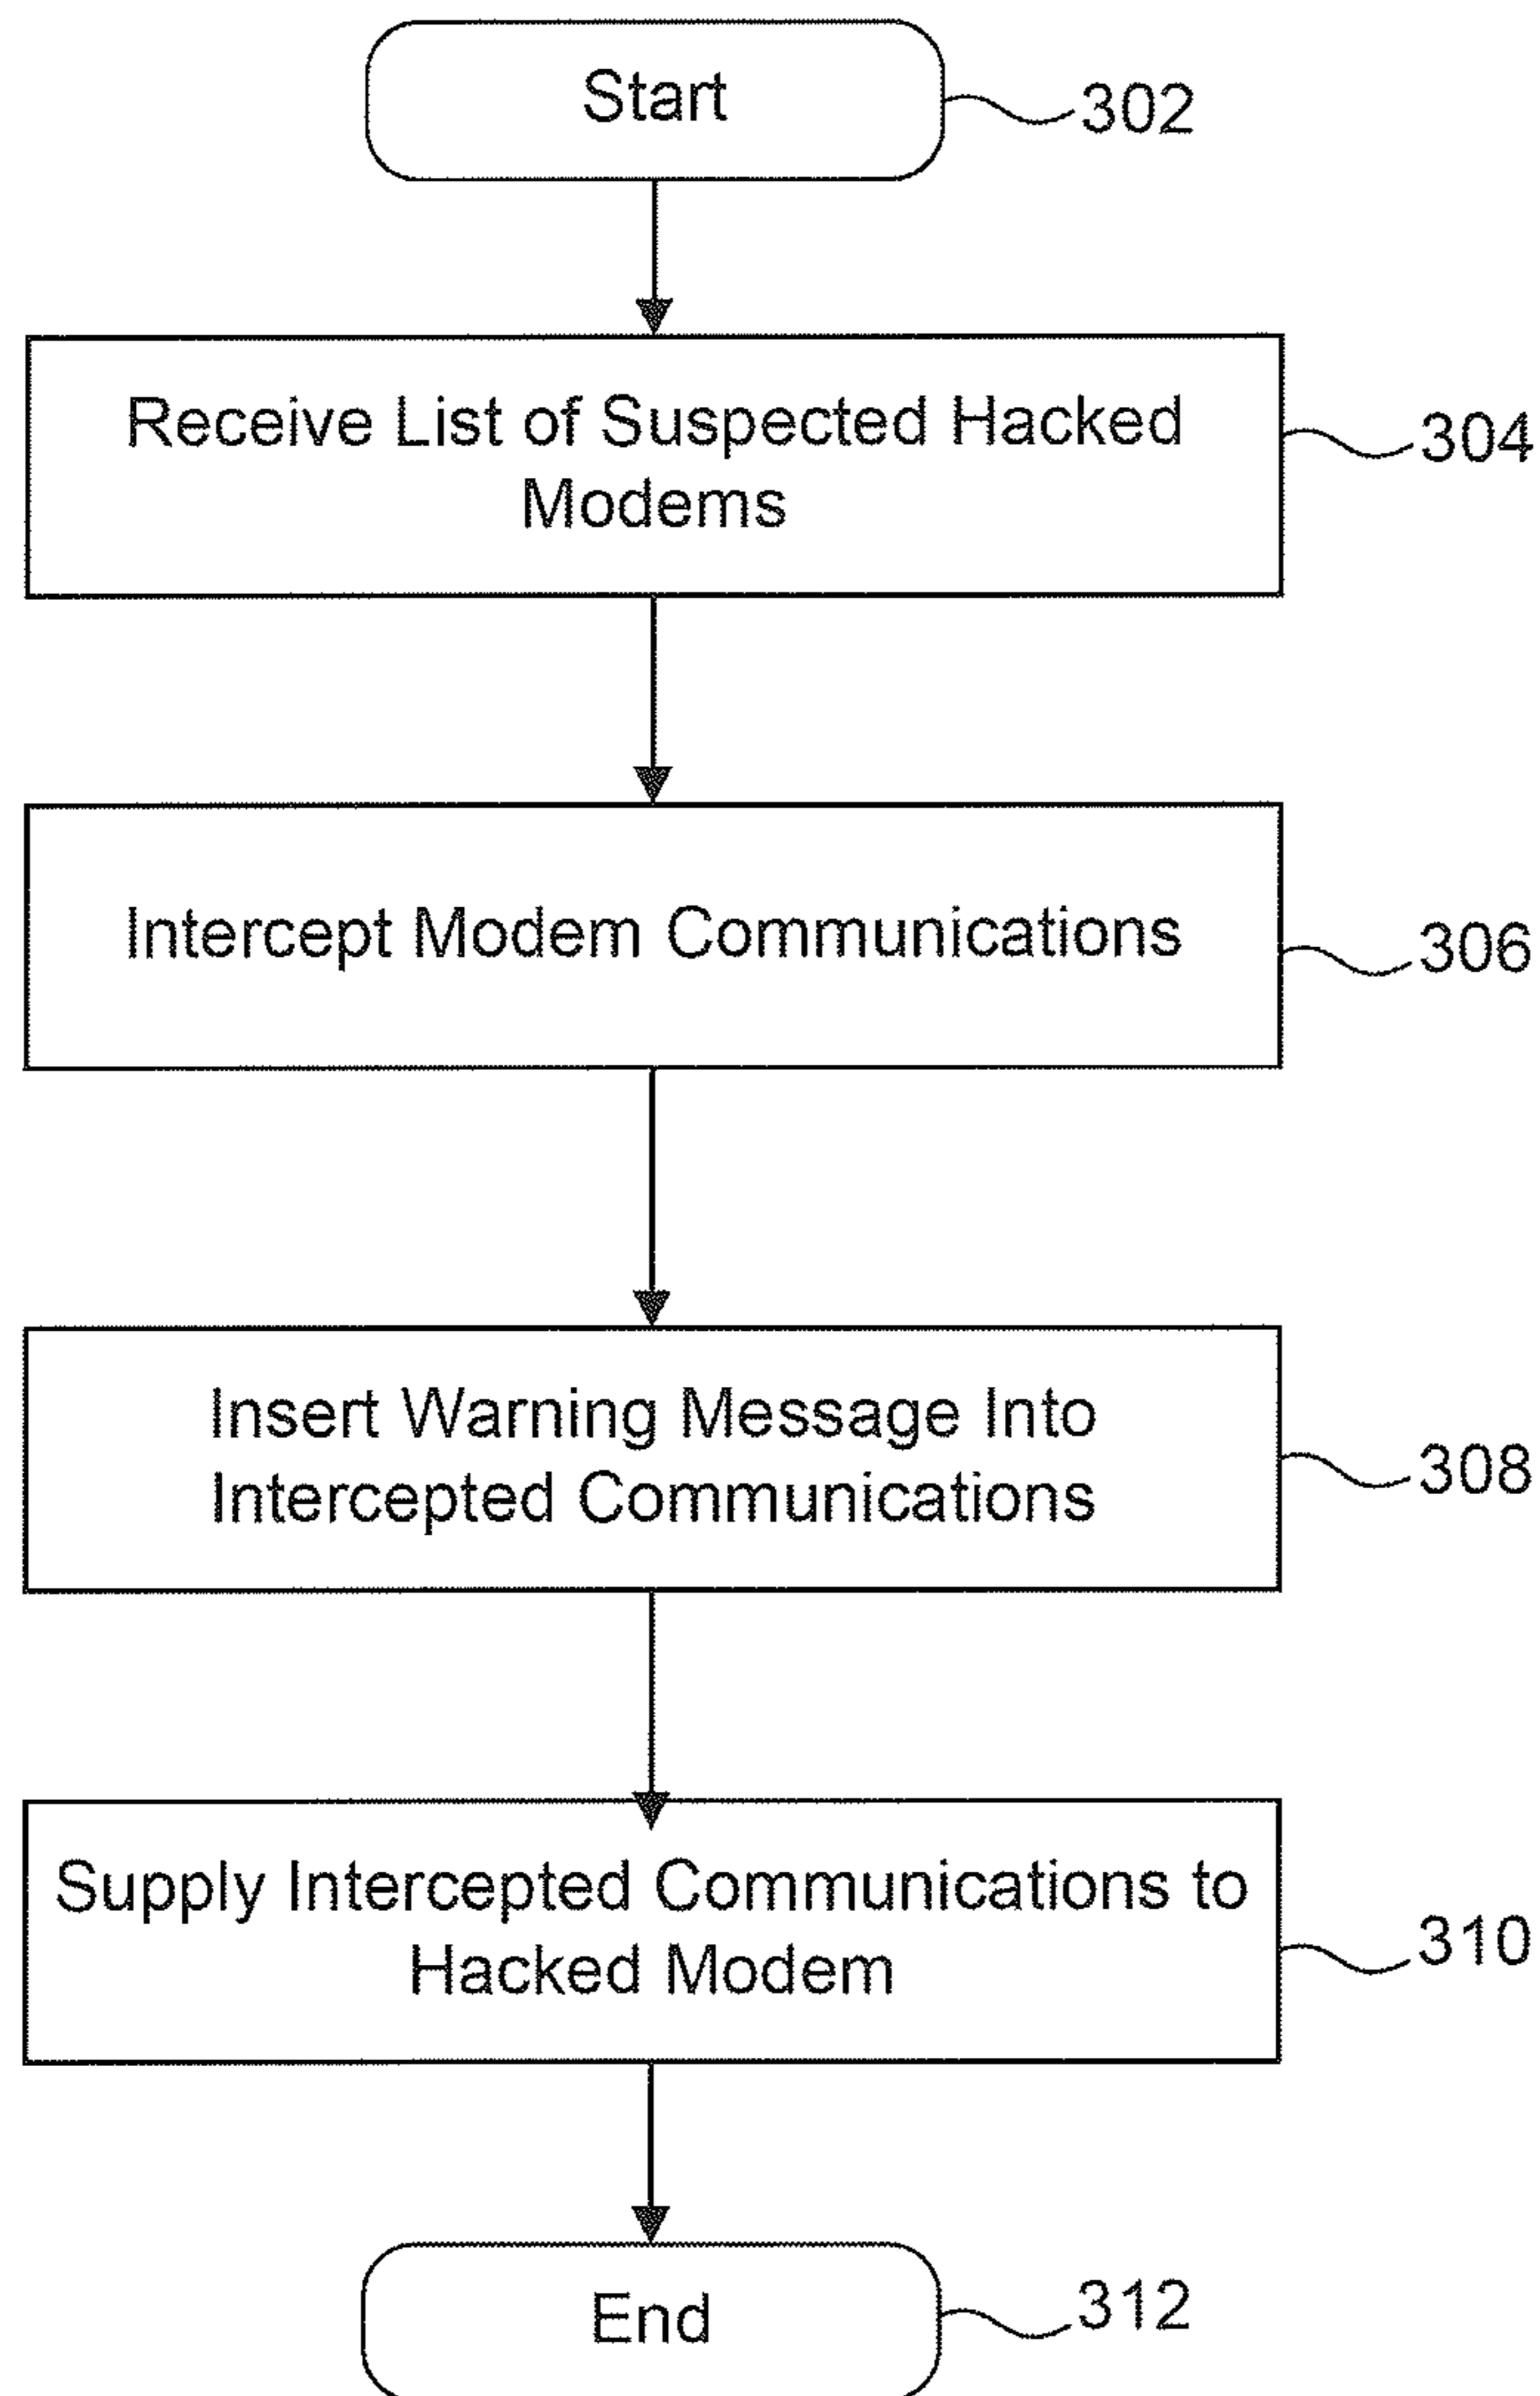 Start
302
Receive List of Suspected Hacked
Modems
304
Intercept Modem Communications
306
Insert Warning Message Into
Intercepted Communications
308
Supply Intercepted Communications to
Hacked Modem
310
End
312